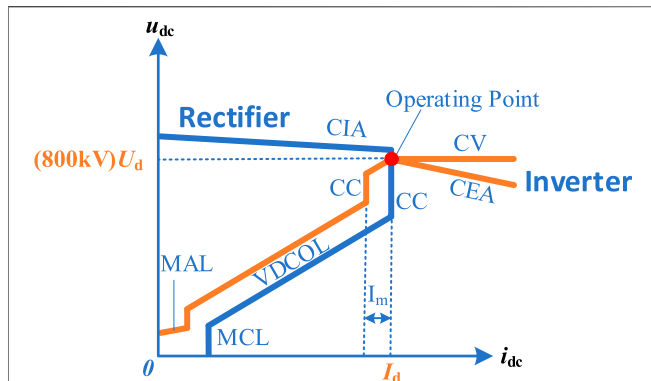 u_dc
Operating Point
Rectifier
CIA
CV
(800kV)U_d
CC
CC
CEA
Inverter
MAL
VDCOL
I_m
MCL
0
I_d
i_dc